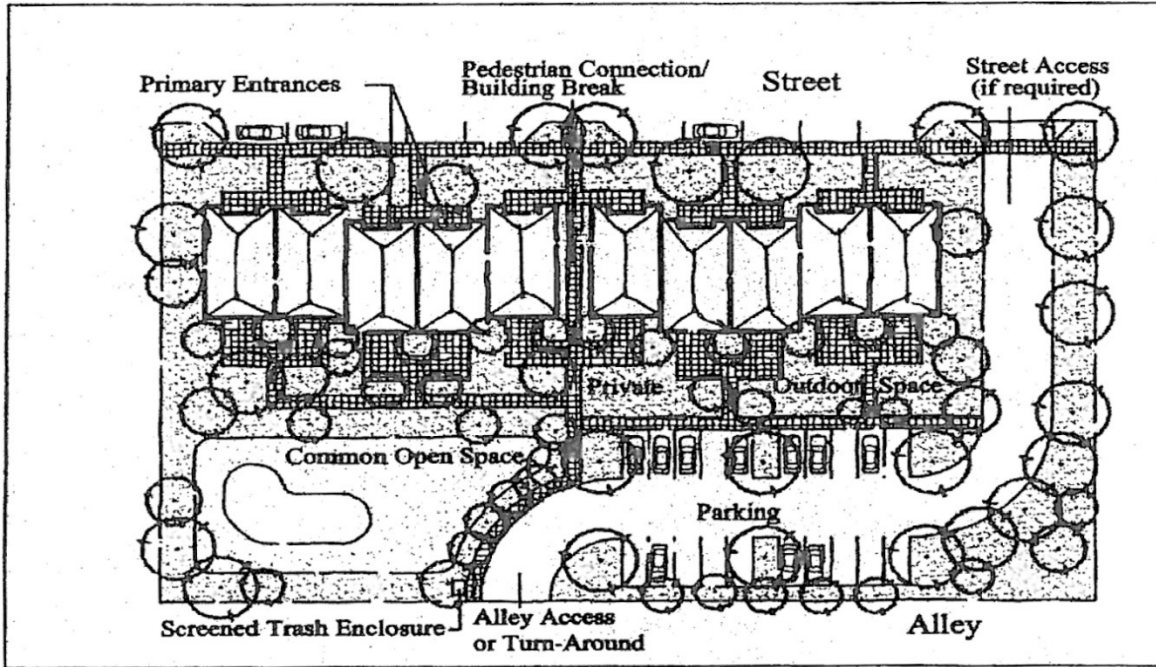 Primary Entrances
Pedestrian Connection/
Building Break
Street
Street Access
(if required)
Private Outdoor Space
Common Open Space
Parking
Screened Trash Enclosure
Alley Access
or Turn-Around
Alley